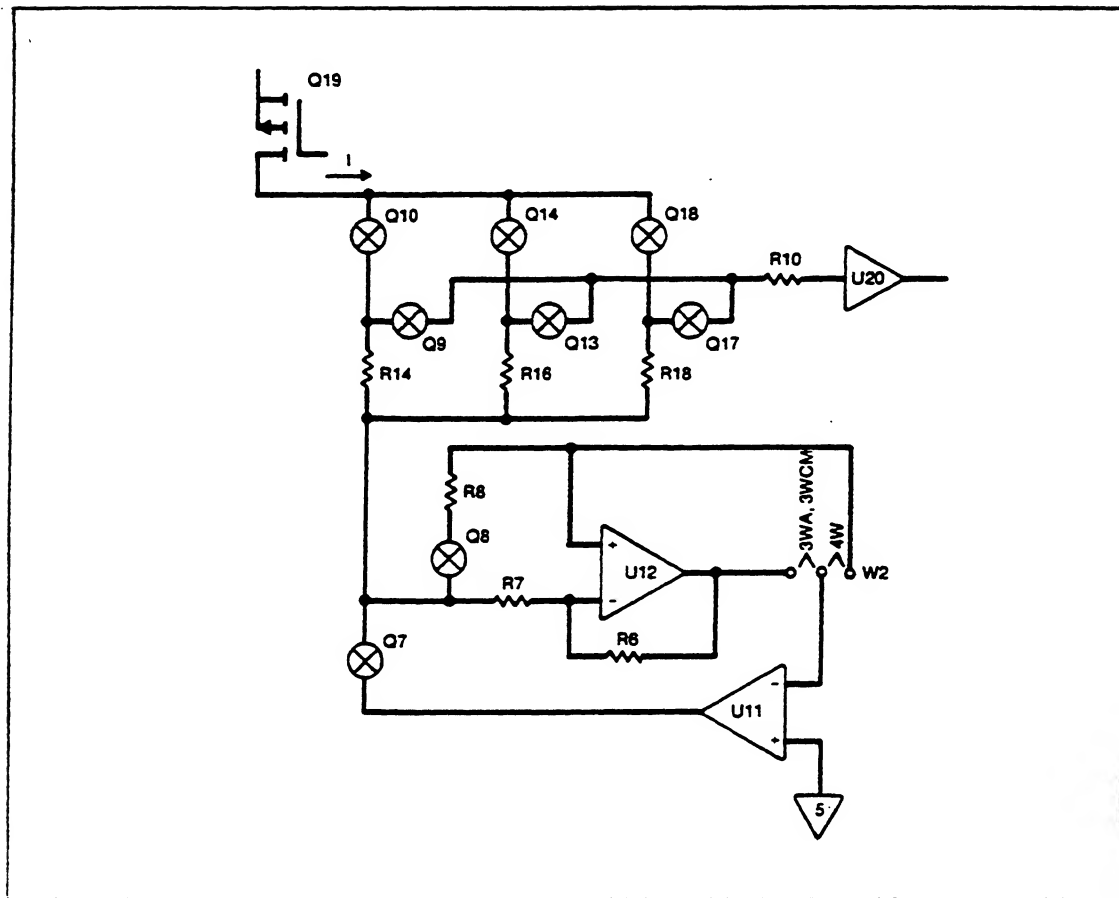 Q19
I
Q10
Q14
Q18
R10
U20
Q9
Q13
Q17
R14
R16
R18
R8
3WA, 3WCM
4W
Q8
+
U12
W2
R7
-
R6
Q7
-
U11
+
5